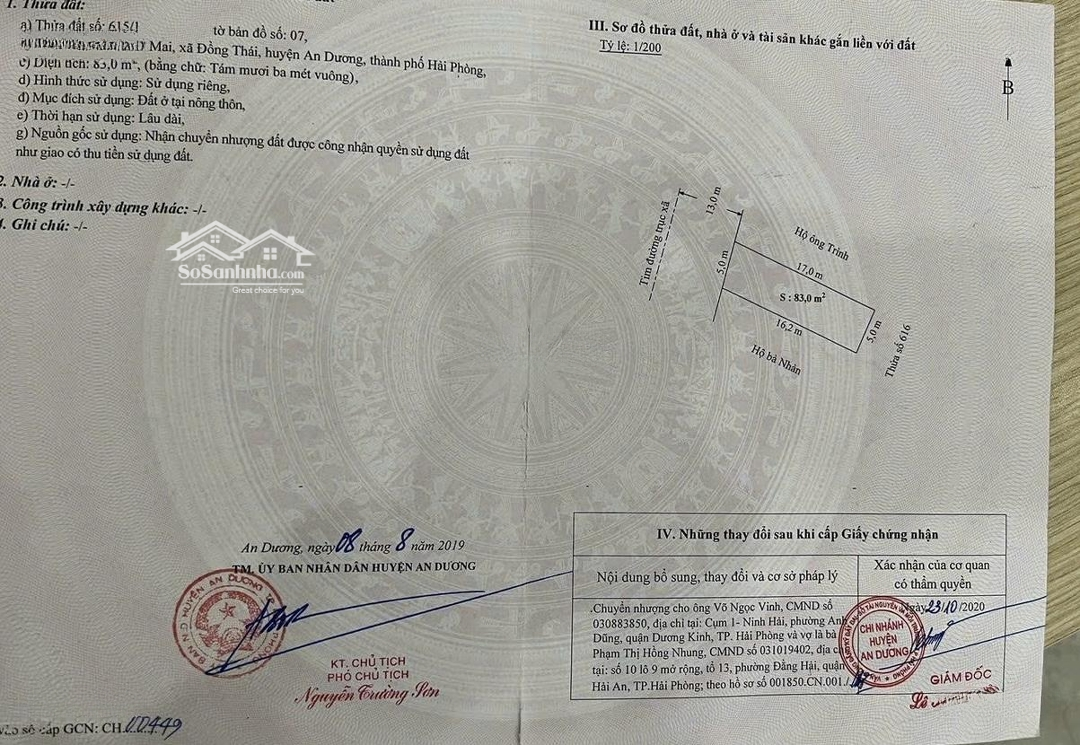 1. Thửa đất:
a) Thửa đất số:
tờ bản đồ số: 07,
Mai, xã Đồng Thái, huyện An Dương, thành phố Hải Phòng,
c) Diện tích: 83,0 m², (bằng chữ: Tám mươi ba mét vuông),
d) Hình thức sử dụng: Sử dụng riêng,
đ) Mục đích sử dụng: Đất ở tại nông thôn,
e) Thời hạn sử dụng: Lâu dài,
g) Nguồn gốc sử dụng: Nhận chuyển nhượng đất được công nhận quyền sử dụng đất
như giao có thu tiền sử dụng đất.
2. Nhà ở: -/-
3. Công trình xây dựng khác: -/-
4. Ghi chú: -/-
SoSanhnha.com
Great choice for you
An Dương, ngày 08 tháng 8 năm 2019
TM. ỦY BAN NHÂN DÂN HUYỆN AN DƯƠNG
KT. CHỦ TỊCH
PHÓ CHỦ TỊCH
Nguyễn Trường Sơn
vào sổ cấp GCN: CH.00449
III. Sơ đồ thửa đất, nhà ở và tài sản khác gắn liền với đất
Tỷ lệ: 1/200
B
Tim đường trục xã
13,0 m
5,0 m
Hộ ông Trình
17,0 m
S : 83,0 m²
16,2 m
5,0 m
Hộ bà Nhán
Thửa số 616
IV. Những thay đổi sau khi cấp Giấy chứng nhận
Nội dung bổ sung, thay đổi và cơ sở pháp lý
Xác nhận của cơ quan
có thẩm quyền
Chuyển nhượng cho ông Võ Ngọc Vinh, CMND số
030883850, địa chỉ tại: Cụm 1- Ninh Hải, phường Anh
Dũng, quận Dương Kinh, TP. Hải Phòng và vợ là bà
Phạm Thị Hồng Nhung, CMND số 031019402, địa
tại: số 10 lô 9 mở rộng, tổ 13, phường Đằng Hải, quận
Hải An, TP.Hải Phòng; theo hồ sơ số 001850.CN.001./.
Ngày 23/10/2020
CHI NHÁNH
HUYỆN
AN DƯƠNG
GIÁM ĐỐC
Lê